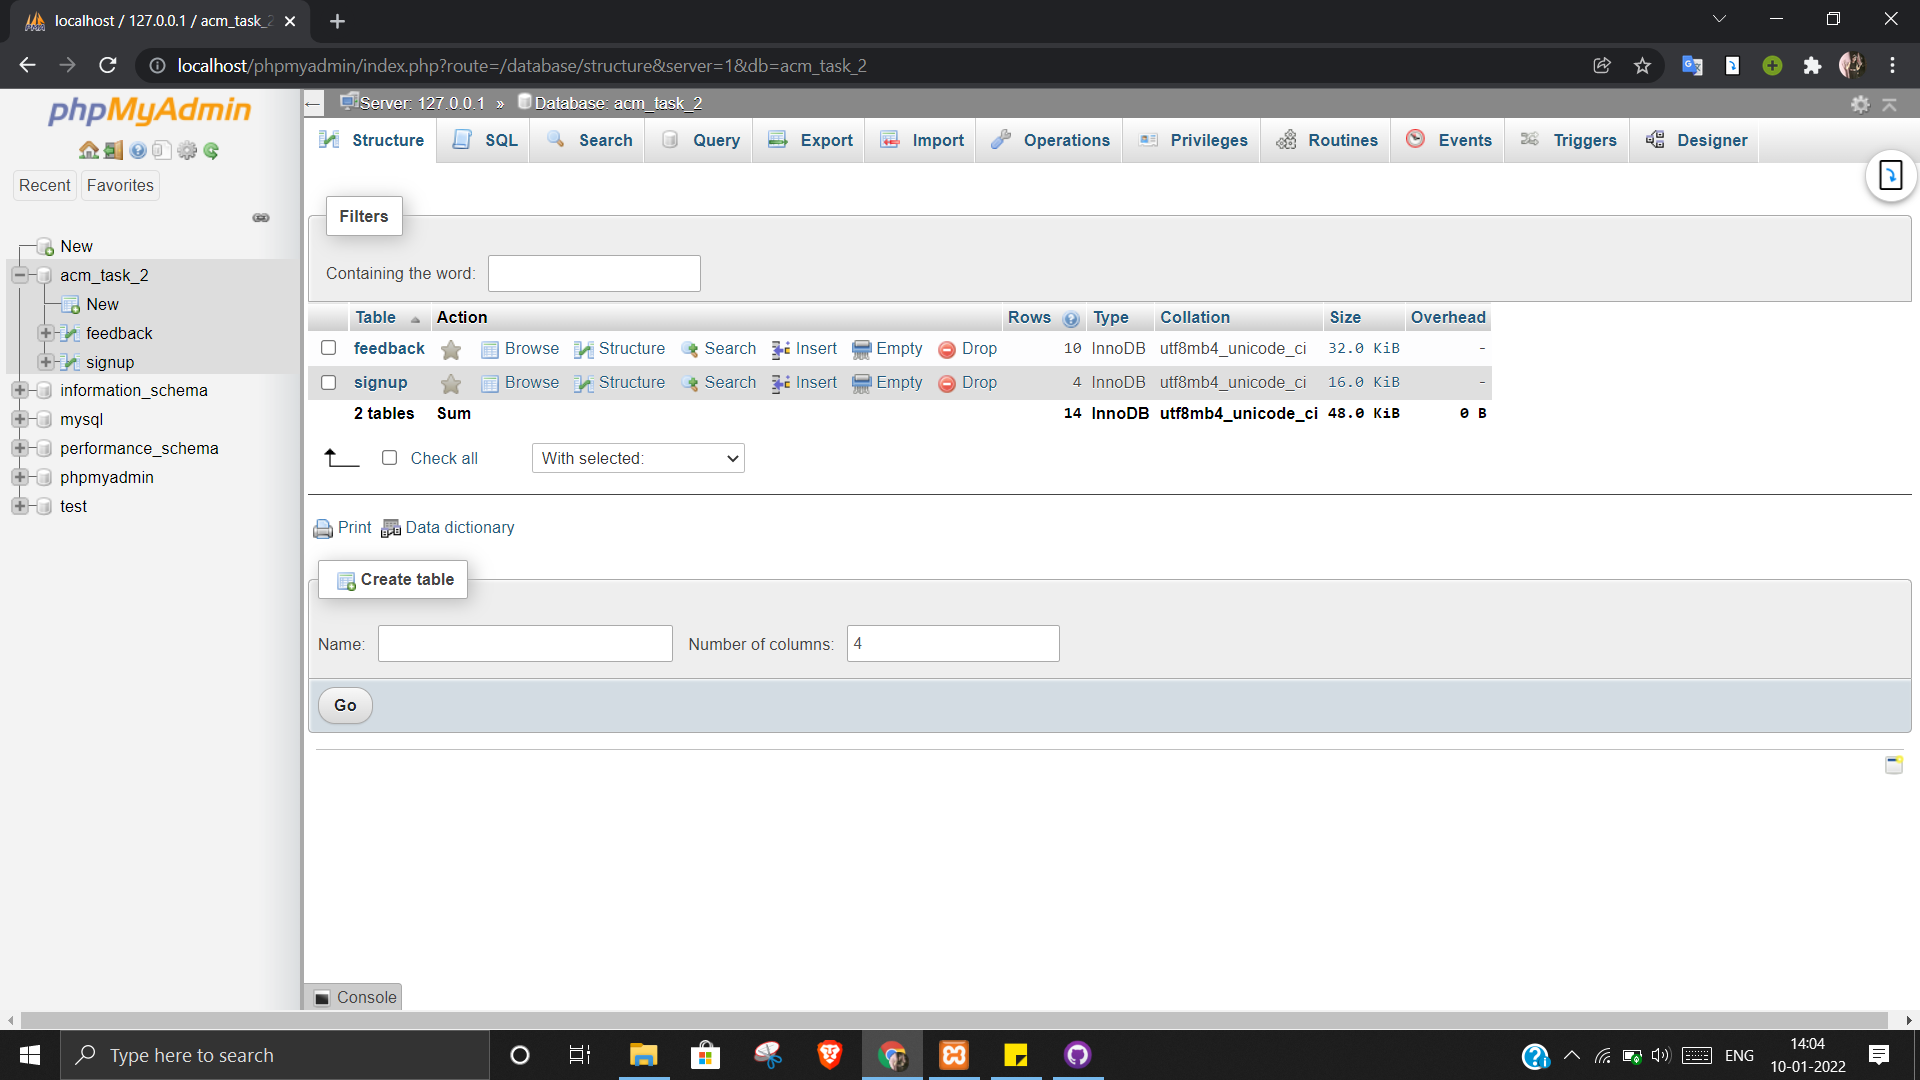 localhost / 127.0.0.1 / acm_task_2
localhost/phpmyadmin/index.php?route=/database/structure&server=1&db=acm_task_2
phpMyAdmin
Recent Favorites
New
acm_task_2
New
feedback
signup
information_schema
mysql
performance_schema
phpmyadmin
test
Server: 127.0.0.1 » Database: acm_task_2
Structure SQL Search Query Export Import Operations Privileges Routines Events Triggers Designer
Filters
Containing the word:
Table Action Rows Type Collation Size Overhead
feedback Browse Structure Search Insert Empty Drop 10 InnoDB utf8mb4_unicode_ci 32.0 KiB -
signup Browse Structure Search Insert Empty Drop 4 InnoDB utf8mb4_unicode_ci 16.0 KiB -
2 tables Sum 14 InnoDB utf8mb4_unicode_ci 48.0 KiB 0 B
Check all With selected:
Print Data dictionary
Create table
Name: Number of columns: 4
Go
Console
Type here to search
ENG
14:04
10-01-2022